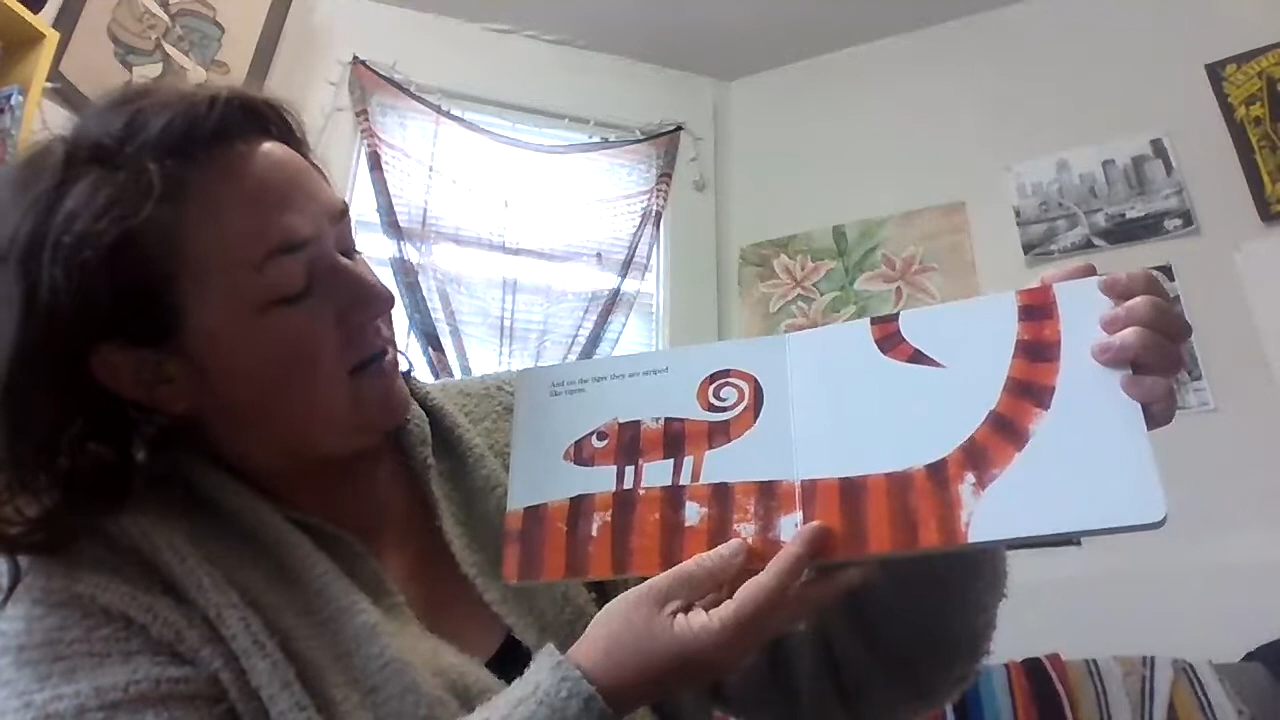 And on the tiger they are striped
like tigers.